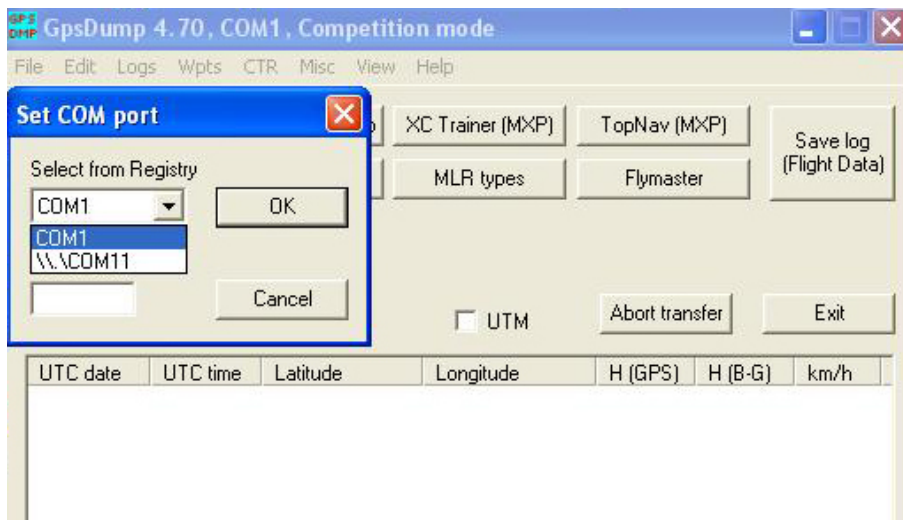 GPS DMP GpsDump 4.70, COM1, Competition mode
File Edit Logs Wpts CTR Misc View Help
Set COM port
Select from Registry
COM1
OK
COM1
\\.\COM11
Cancel
XC Trainer (MXP) TopNav (MXP)
MLR types Flymaster
Save log
(Flight Data)
UTM Abort transfer Exit
UTC date UTC time Latitude Longitude H (GPS) H (B-G) km/h